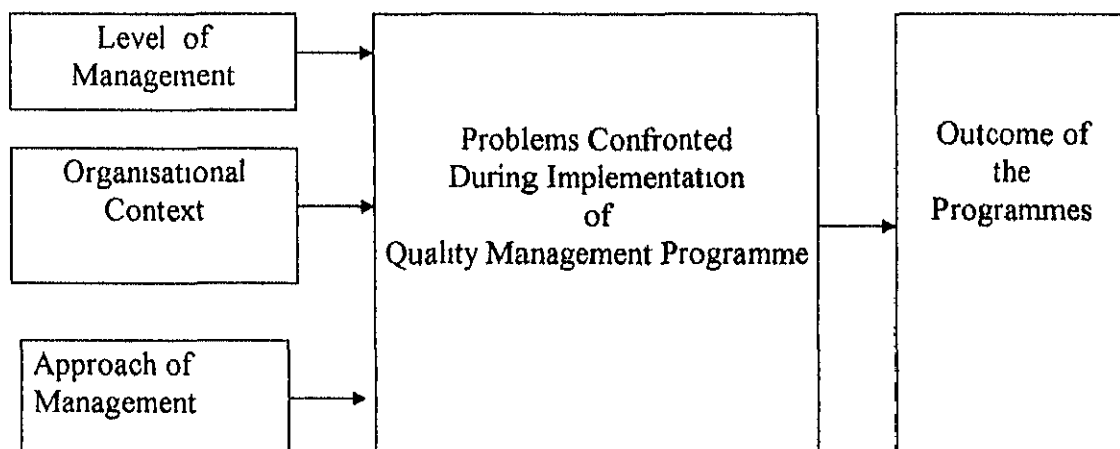 Level of
Management
Organisational
Context
Approach of
Management
Problems Confronted
During Implementation
of
Quality Management Programme
Outcome of
the
Programmes